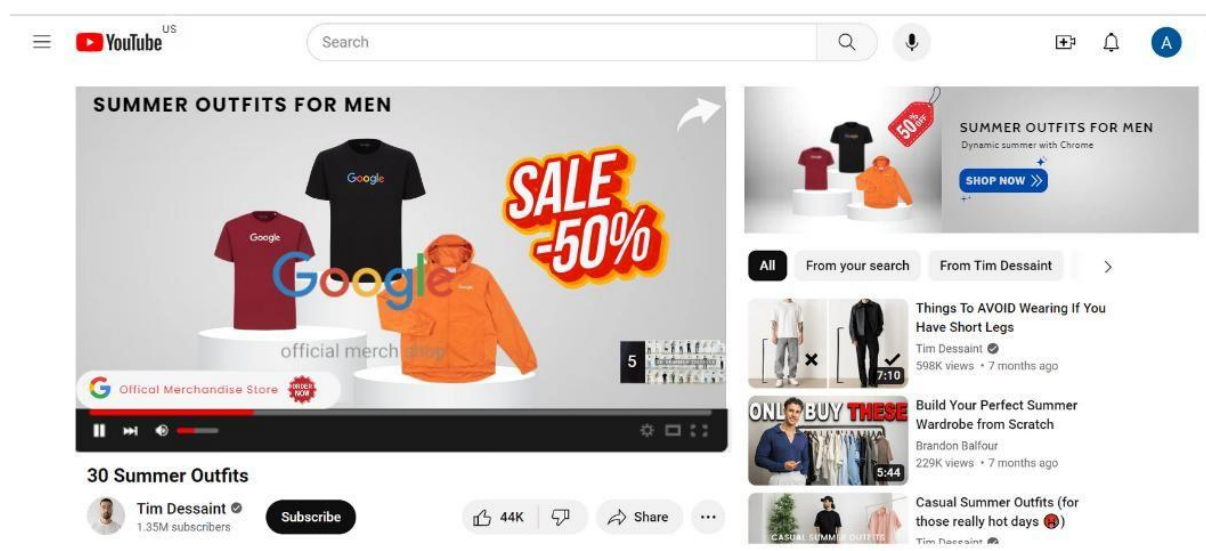 YouTube US
Search
A
SUMMER OUTFITS FOR MEN
Google
Google
SALE
-50%
Google
official merch shop
5
Offical Merchandise Store
ORDER NOW
30 Summer Outfits
Tim Dessaint
1.35M subscribers
Subscribe
44K
Share
50% OFF
SUMMER OUTFITS FOR MEN
Dynamic summer with Chrome
SHOP NOW
All
From your search
From Tim Dessaint
7:10
Things To AVOID Wearing If You
Have Short Legs
Tim Dessaint
598K views • 7 months ago
ONLY BUY THESE
5:44
Build Your Perfect Summer
Wardrobe from Scratch
Brandon Balfour
229K views • 7 months ago
CASUAL SUMMER OUTFITS
Casual Summer Outfits (for
those really hot days 🥵)
Tim Dessaint